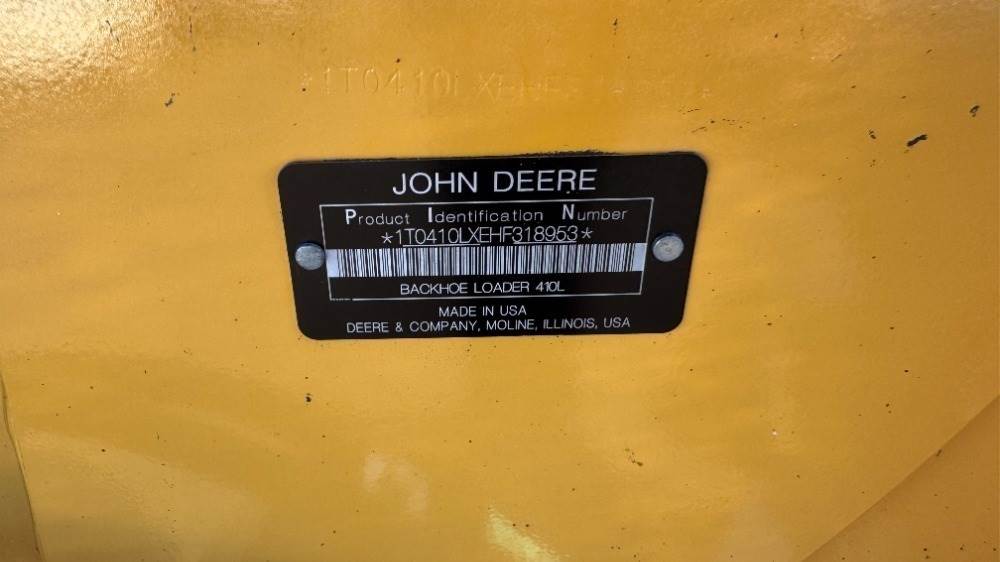 JOHN DEERE
Product Identification Number
*1T0410LXEHF318953*
BACKHOE LOADER 410L
MADE IN USA
DEERE & COMPANY, MOLINE, ILLINOIS, USA